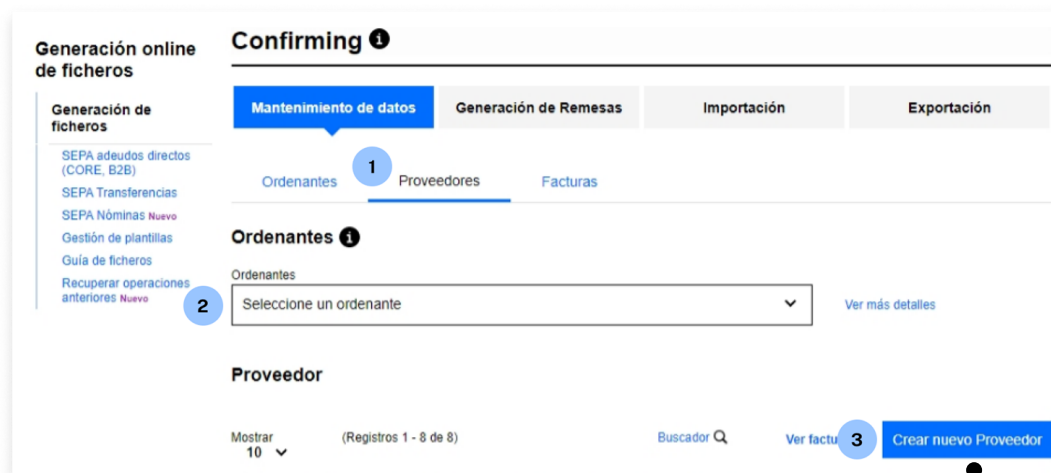 Generación online
de ficheros
Generación de
ficheros
SEPA adeudos directos
(CORE, B2B)
SEPA Transferencias
SEPA Nóminas Nuevo
Gestión de plantillas
Guía de ficheros
Recuperar operaciones
anteriores Nuevo
Confirming
Mantenimiento de datos Generación de Remesas Importación Exportación
Ordenantes 1 Proveedores Facturas
Ordenantes
Ordenantes
2 Seleccione un ordenante Ver más detalles
Proveedor
Mostrar (Registros 1 - 8 de 8) Buscador Ver factu 3 Crear nuevo Proveedor
10